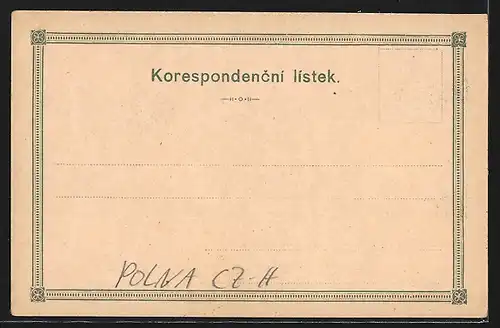 Korespondenční lístek.
POLNA CZ-H